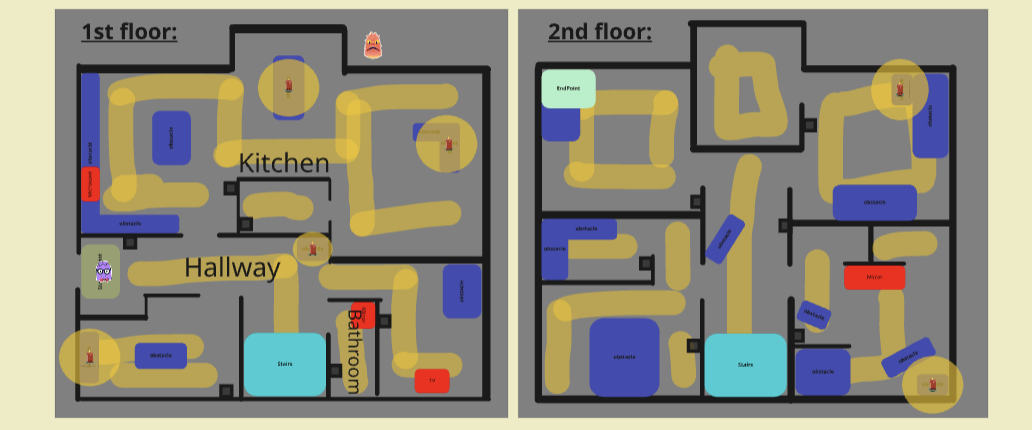 1st floor:
2nd floor:
EndPoint
obstacle
obstacle
obstacle
Kitchen
obstacle
obstacle
obstacle
obstacle
obstacle
Hallway
obstacle
Mirror
obstacle
Bathroom
obstacle
obstacle
obstacle
Stairs
TV
obstacle
Stairs
obstacle